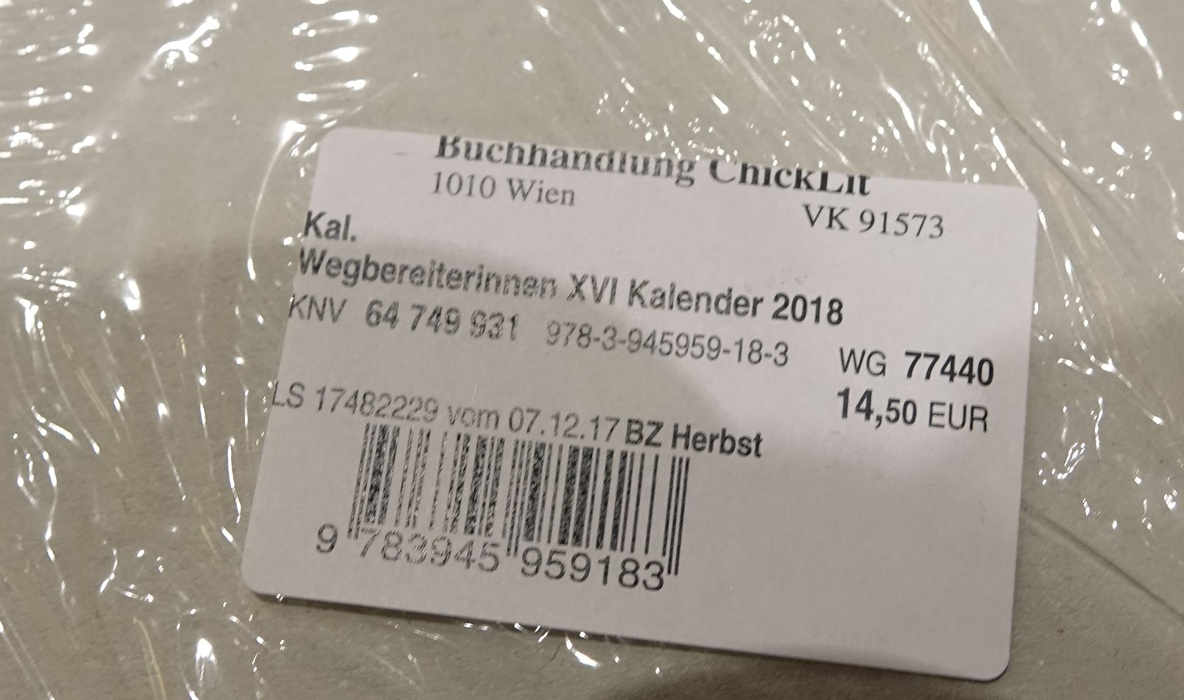 Buchhandlung ChickLit
1010 Wien
VK 91573
Kal.
Wegbereiterinnen XVI Kalender 2018
KNV 64 749 931 978-3-945959-18-3 WG 77440
14,50 EUR
LS 17482229 vom 07.12.17 BZ Herbst
9 783945 959183